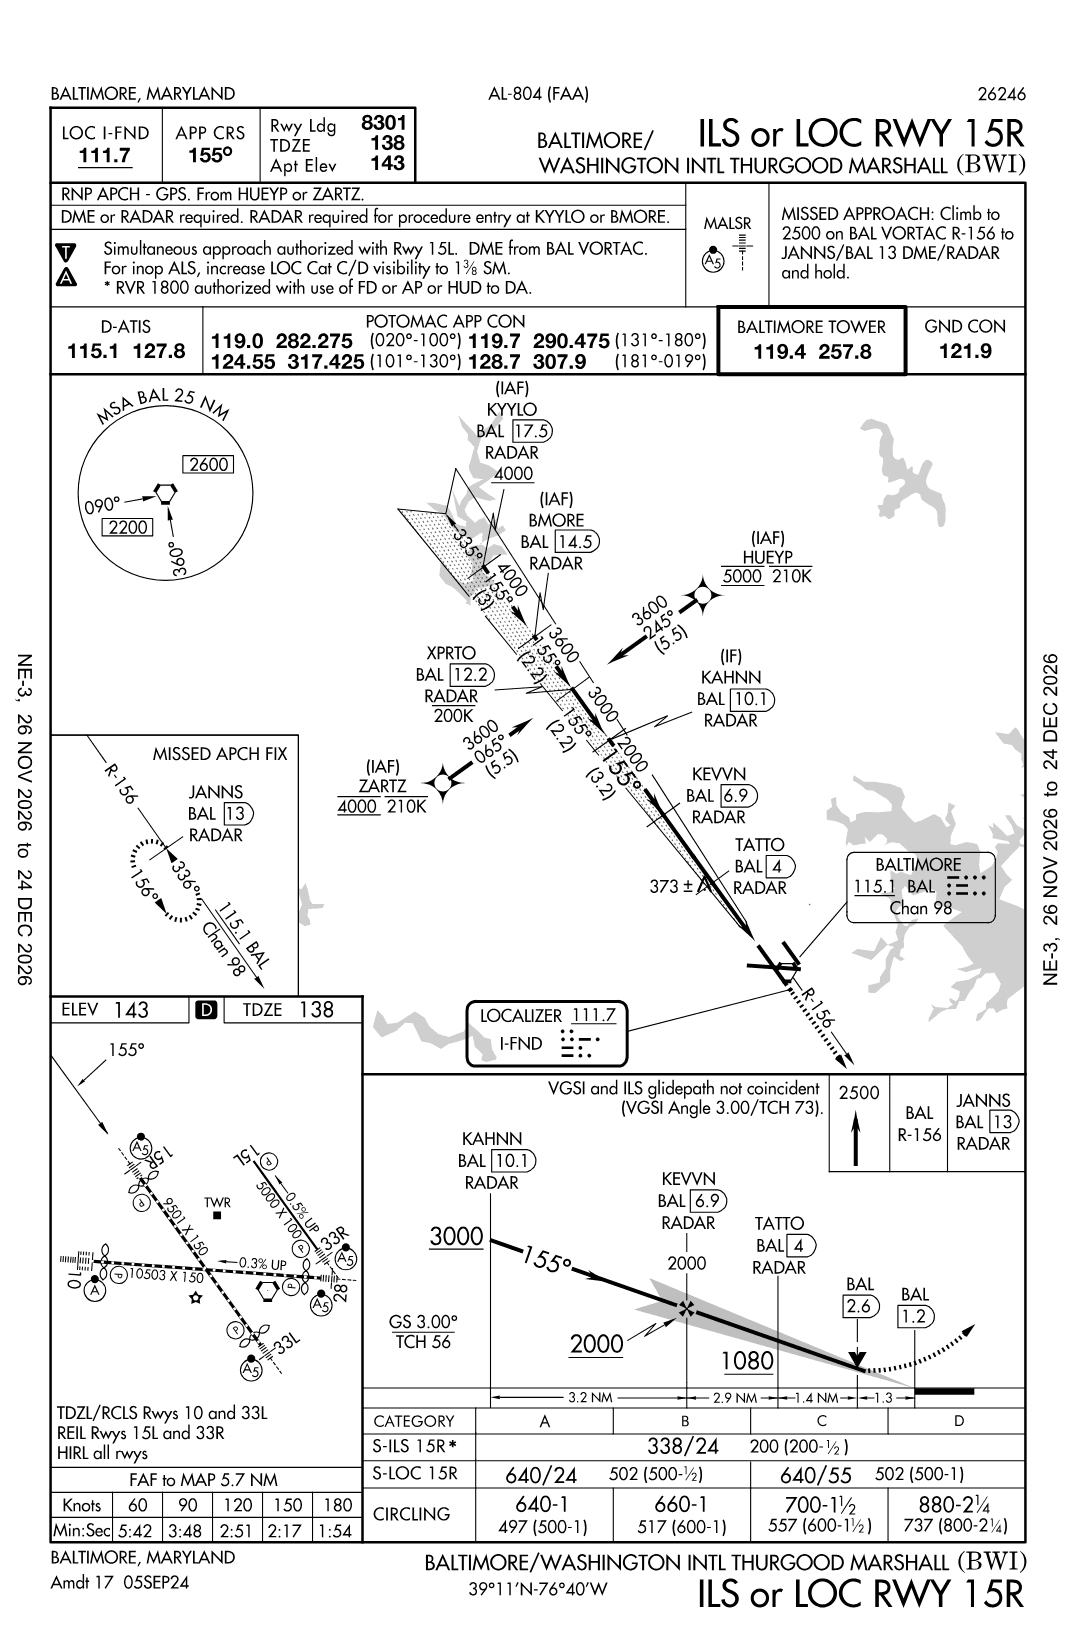 BALTIMORE, MARYLAND
AL-804 (FAA)
26246
LOC I-FND
111.7
APP CRS
155°
Rwy Ldg 8301
TDZE 138
Apt Elev 143
BALTIMORE/
WASHINGTON INTL THURGOOD MARSHALL (BWI)
ILS or LOC RWY 15R
RNP APCH - GPS. From HUEYP or ZARTZ.
DME or RADAR required. RADAR required for procedure entry at KYYLO or BMORE.
T
A
Simultaneous approach authorized with Rwy 15L. DME from BAL VORTAC.
For inop ALS, increase LOC Cat C/D visibility to 1⅜ SM.
* RVR 1800 authorized with use of FD or AP or HUD to DA.
MALSR
A5
MISSED APPROACH: Climb to
2500 on BAL VORTAC R-156 to
JANNS/BAL 13 DME/RADAR
and hold.
D-ATIS
115.1 127.8
POTOMAC APP CON
119.0 282.275 (020°-100°) 119.7 290.475 (131°-180°)
124.55 317.425 (101°-130°) 128.7 307.9 (181°-019°)
BALTIMORE TOWER
119.4 257.8
GND CON
121.9
MSA BAL 25 NM
2600
090°
2200
360°
(IAF)
KYYLO
BAL 17.5
RADAR
4000
(IAF)
BMORE
BAL 14.5
RADAR
(IAF)
HUEYP
5000 210K
3600
245°
(5.5)
335°
4000
155°
(3)
3600
155°
(2.2)
XPRTO
BAL 12.2
RADAR
200K
(IF)
KAHNN
BAL 10.1
RADAR
3000
155°
(2.2)
3600
065°
(5.5)
(IAF)
ZARTZ
4000 210K
2000
155°
(3.2)
KEVVN
BAL 6.9
RADAR
TATTO
BAL 4
RADAR
373 ±
BALTIMORE
115.1 BAL
Chan 98
R-156
LOCALIZER 111.7
I-FND
MISSED APCH FIX
R-156
JANNS
BAL 13
RADAR
336°
156°
115.1 BAL
Chan 98
NE-3, 26 NOV 2026 to 24 DEC 2026
NE-3, 26 NOV 2026 to 24 DEC 2026
ELEV 143
D
TDZE 138
155°
A5
15R
P
15L
P
9501 X 150
TWR
5000 X 100
0.5% UP
P
33R
A5
10
A
P
10503 X 150
0.3% UP
P
28
A5
P
33L
A5
TDZL/RCLS Rwys 10 and 33L
REIL Rwys 15L and 33R
HIRL all rwys
FAF to MAP 5.7 NM
Knots 60 90 120 150 180
Min:Sec 5:42 3:48 2:51 2:17 1:54
VGSI and ILS glidepath not coincident
(VGSI Angle 3.00/TCH 73).
2500
BAL
R-156
JANNS
BAL 13
RADAR
KAHNN
BAL 10.1
RADAR
3000
155°
KEVVN
BAL 6.9
RADAR
2000
TATTO
BAL 4
RADAR
BAL
2.6
BAL
1.2
GS 3.00°
TCH 56
2000
1080
3.2 NM
2.9 NM
1.4 NM
1.3
CATEGORY A B C D
S-ILS 15R* 338/24 200 (200-½)
S-LOC 15R 640/24 502 (500-½) 640/55 502 (500-1)
CIRCLING
640-1 660-1 700-1½ 880-2¼
497 (500-1) 517 (600-1) 557 (600-1½) 737 (800-2¼)
BALTIMORE, MARYLAND
Amdt 17 05SEP24
39°11'N-76°40'W
BALTIMORE/WASHINGTON INTL THURGOOD MARSHALL (BWI)
ILS or LOC RWY 15R